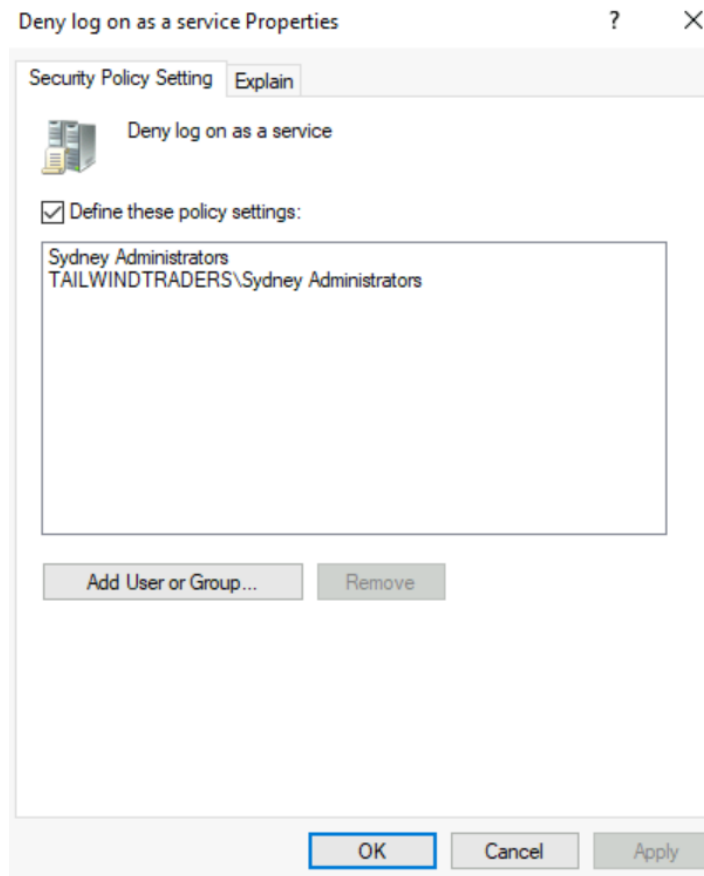 Deny log on as a service Properties ?
Security Policy Setting Explain
Deny log on as a service
Define these policy settings:
Sydney Administrators
TAILWINDTRADERS\Sydney Administrators
Add User or Group... Remove
OK Cancel Apply